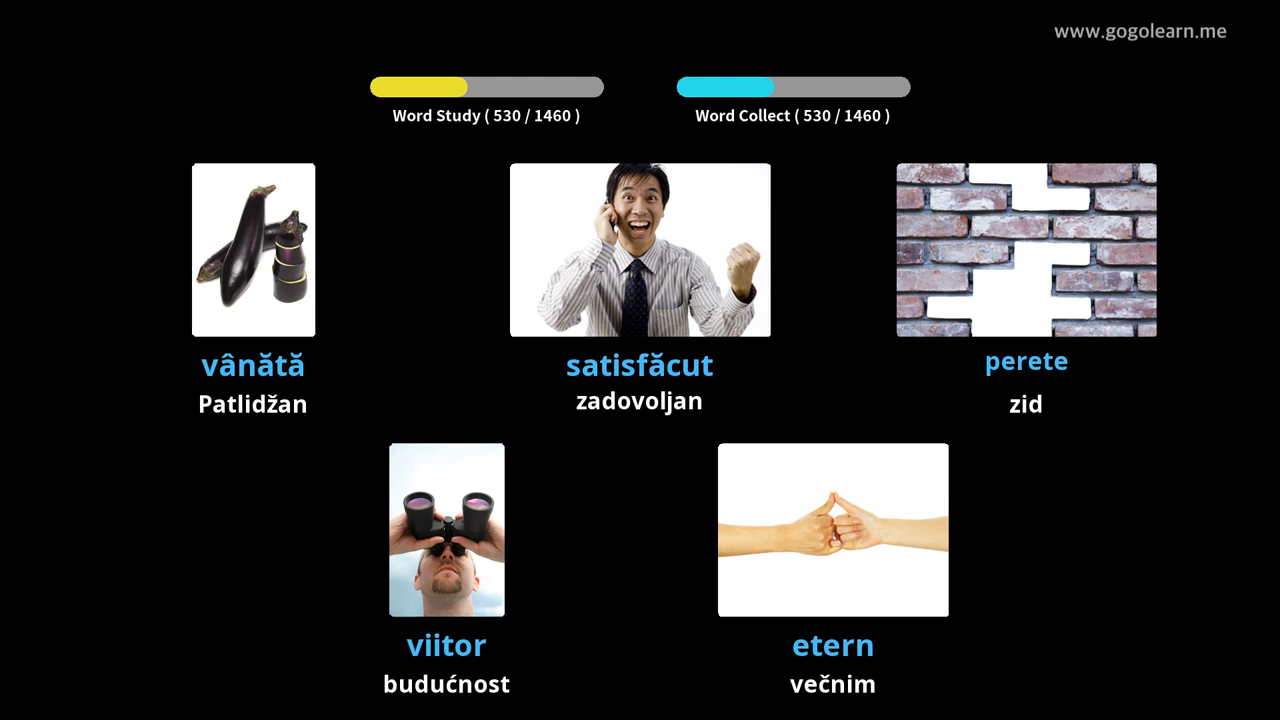 www.gogolearn.me
Word Study ( 530 / 1460 )
Word Collect ( 530 / 1460 )
vânătă
Patlidžan
satisfăcut
zadovoljan
perete
zid
viitor
budućnost
etern
večnim